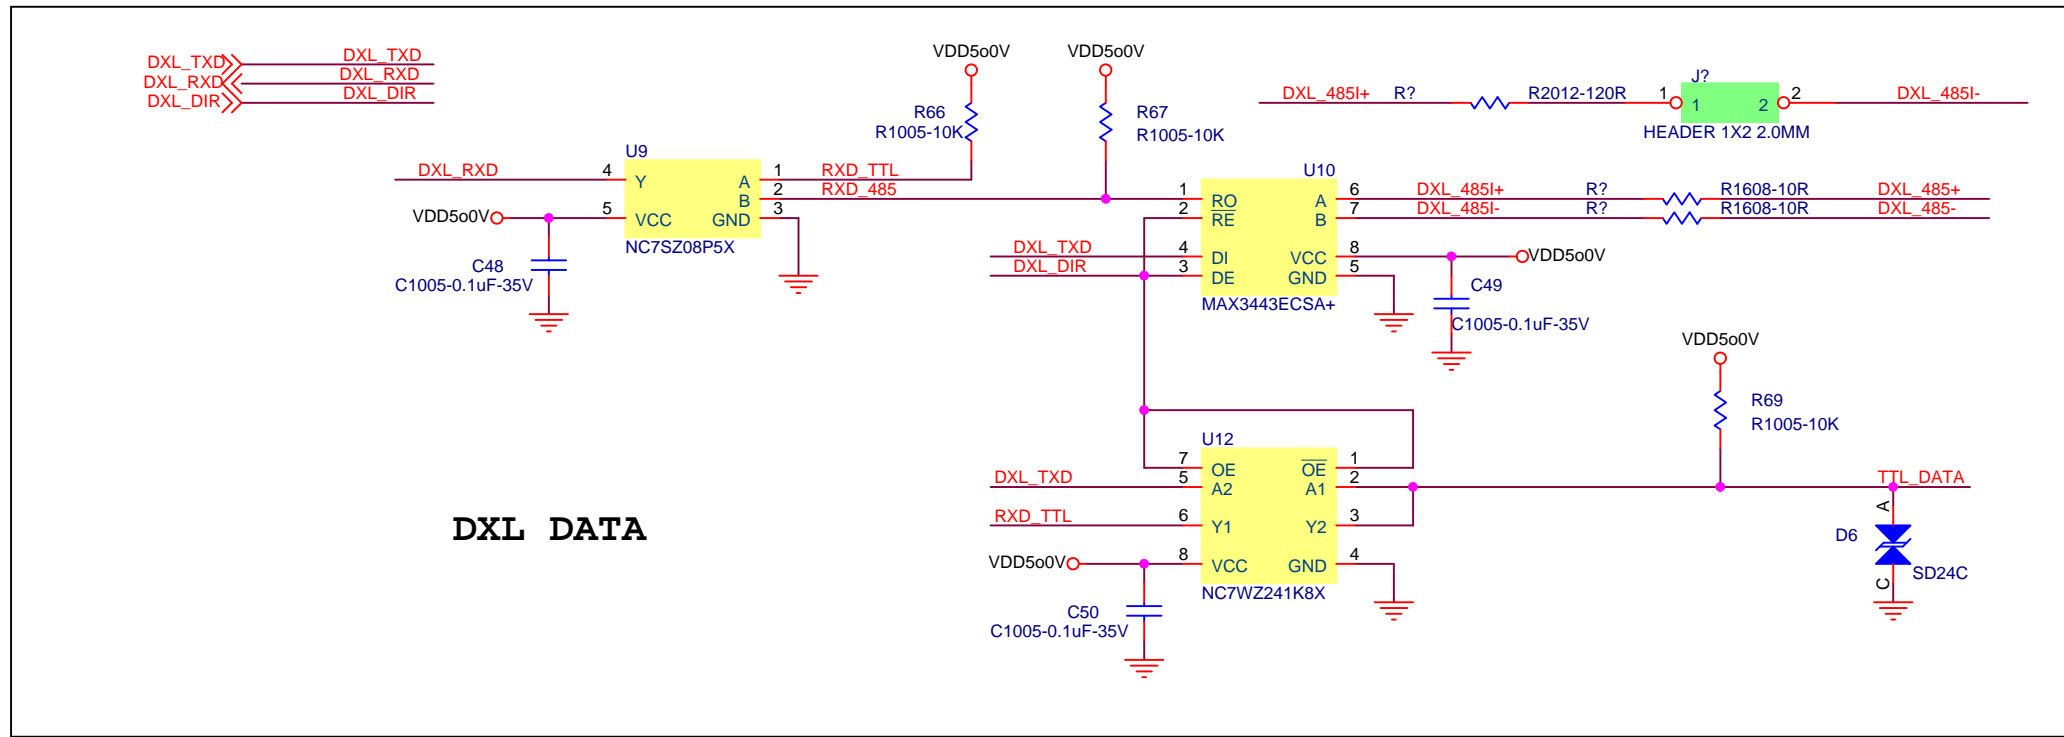 DXL_TXD DXL_TXD
DXL_RXD DXL_RXD
DXL_DIR DXL_DIR
VDD5o0V VDD5o0V
R66
R1005-10K
R67
R1005-10K
J?
DXL_485I+ R? R2012-120R 1 1 2 2 DXL_485I-
HEADER 1X2 2.0MM
U9
DXL_RXD 4 Y A 1 RXD_TTL
B 2 RXD_485
VDD5o0V 5 VCC GND 3
NC7SZ08P5X
C48
C1005-0.1uF-35V
U10
1 RO A 6 DXL_485I+ R? R1608-10R DXL_485+
2 RE B 7 DXL_485I- R? R1608-10R DXL_485-
DXL_TXD 4 DI VCC 8 VDD5o0V
DXL_DIR 3 DE GND 5
MAX3443ECSA+
C49
C1005-0.1uF-35V
VDD5o0V
R69
R1005-10K
U12
7 OE OE 1
DXL_TXD 5 A2 A1 2 TTL_DATA
RXD_TTL 6 Y1 Y2 3
VDD5o0V 8 VCC GND 4
NC7WZ241K8X
C50
C1005-0.1uF-35V
A
D6
SD24C
C
DXL DATA